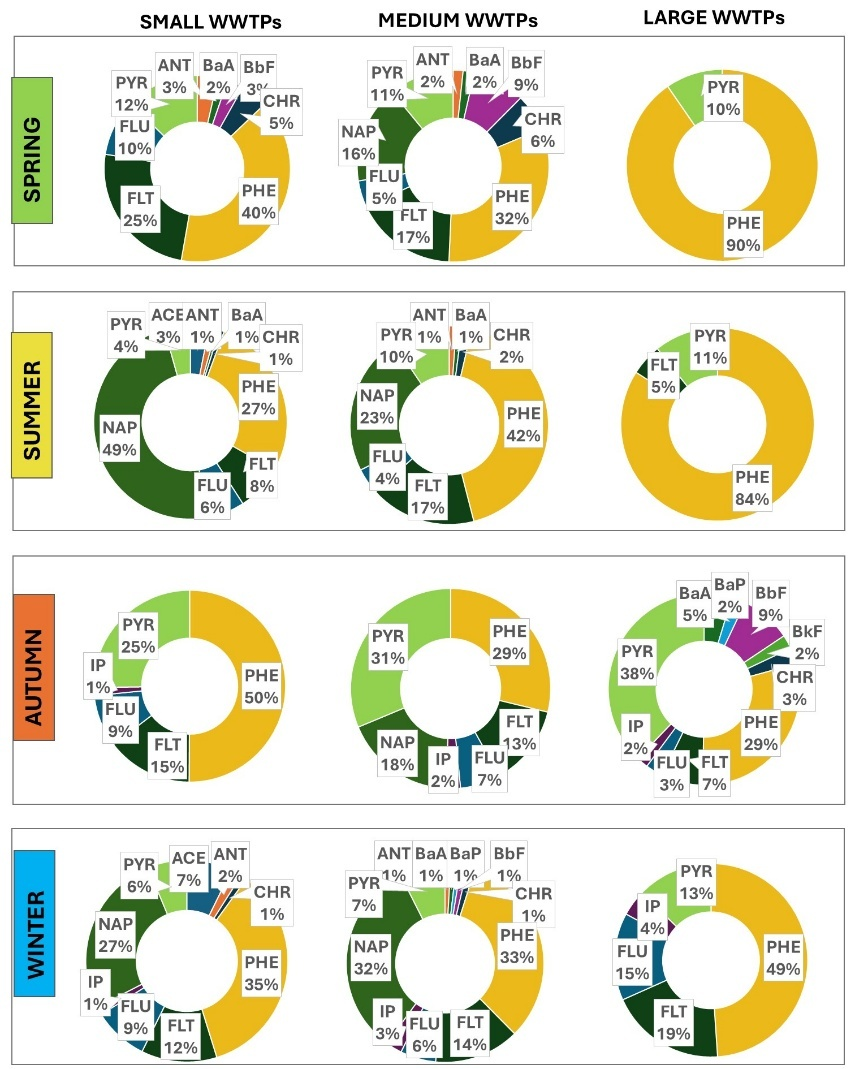 SMALL WWTPs
MEDIUM WWTPs
LARGE WWTPs
SPRING
ANT
3%
BaA
2%
BbF
3%
CHR
5%
PHE
40%
FLT
25%
FLU
10%
PYR
12%
ANT
2%
BaA
2%
BbF
9%
CHR
6%
PHE
32%
FLT
17%
FLU
5%
NAP
16%
PYR
11%
PYR
10%
PHE
90%
SUMMER
ACE
3%
ANT
1%
BaA
1%
CHR
1%
PHE
27%
FLT
8%
FLU
6%
NAP
49%
PYR
4%
ANT
1%
BaA
1%
CHR
2%
PHE
42%
FLT
17%
FLU
4%
NAP
23%
PYR
10%
PYR
11%
FLT
5%
PHE
84%
AUTUMN
PYR
25%
PHE
50%
IP
1%
FLU
9%
FLT
15%
PYR
31%
PHE
29%
FLT
13%
FLU
7%
IP
2%
NAP
18%
BaA
5%
BaP
2%
BbF
9%
BkF
2%
CHR
3%
PHE
29%
FLT
7%
FLU
3%
IP
2%
PYR
38%
WINTER
ACE
7%
ANT
2%
CHR
1%
PHE
35%
FLT
12%
FLU
9%
IP
1%
NAP
27%
PYR
6%
ANT
1%
BaA
1%
BaP
1%
BbF
1%
CHR
1%
PHE
33%
FLT
14%
FLU
6%
IP
3%
NAP
32%
PYR
7%
PYR
13%
IP
4%
FLU
15%
FLT
19%
PHE
49%